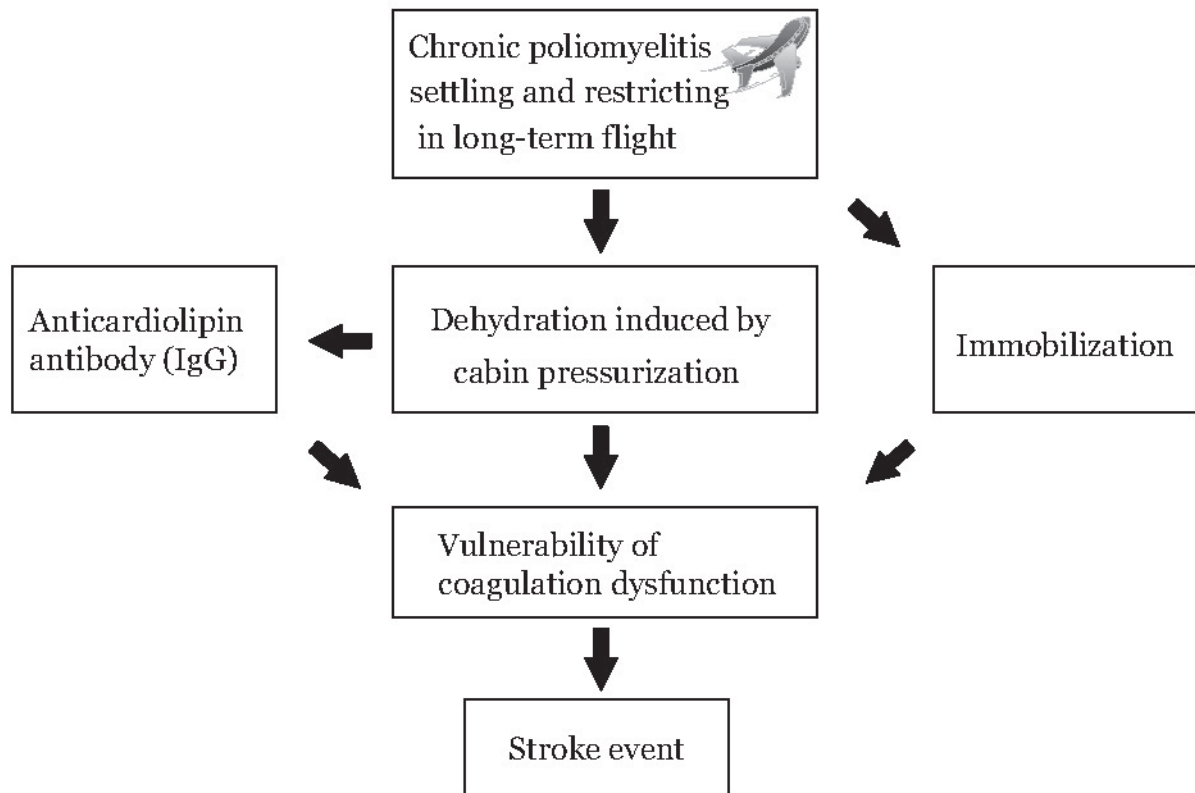 Chronic poliomyelitis
settling and restricting
in long-term flight
Anticardiolipin
antibody (IgG)
Dehydration induced by
cabin pressurization
Immobilization
Vulnerability of
coagulation dysfunction
Stroke event